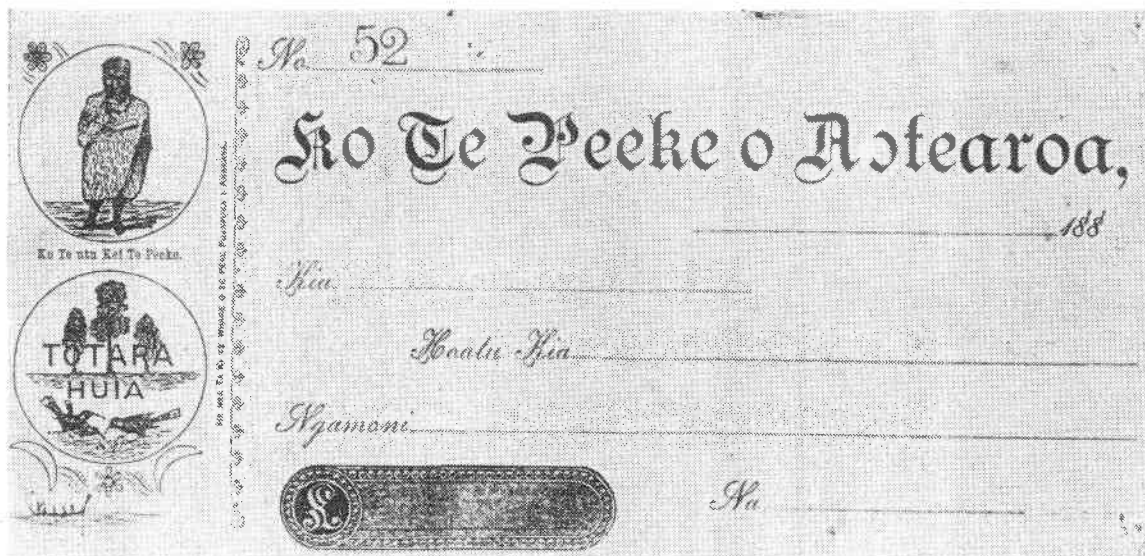 No 52
Ko Te Peeke o Aotearoa,
188
Kia
Hoatu Kia
Ngamoni
£
Na
Ko Te utu Kei Te Peeke.
TOTARA
HUIA